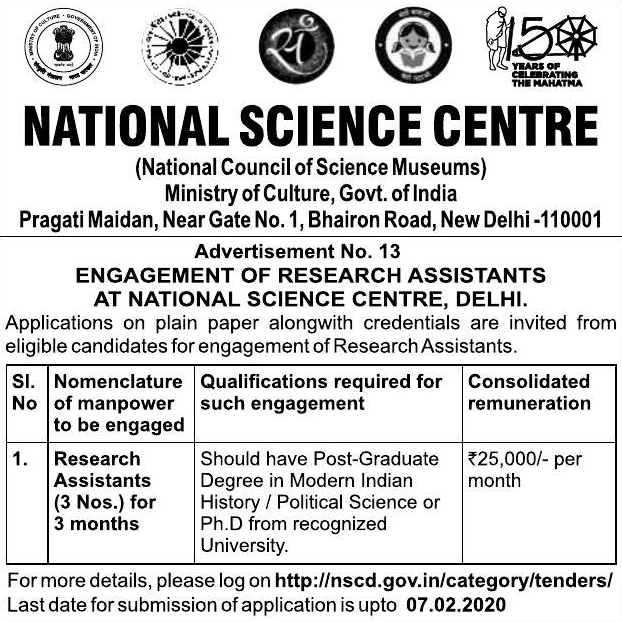 MINISTRY OF CULTURE GOVERNMENT OF INDIA
150
YEARS OF
CELEBRATING
THE MAHATMA
NATIONAL SCIENCE CENTRE
(National Council of Science Museums)
Ministry of Culture, Govt. of India
Pragati Maidan, Near Gate No. 1, Bhairon Road, New Delhi -110001
Advertisement No. 13
ENGAGEMENT OF RESEARCH ASSISTANTS
AT NATIONAL SCIENCE CENTRE, DELHI.
Applications on plain paper alongwith credentials are invited from
eligible candidates for engagement of Research Assistants.
Sl. No
Nomenclature of manpower to be engaged
Qualifications required for such engagement
Consolidated remuneration
1.
Research Assistants (3 Nos.) for 3 months
Should have Post-Graduate
Degree in Modern Indian
History / Political Science or
Ph.D from recognized
University.
₹25,000/- per
month
For more details, please log on http://nscd.gov.in/category/tenders/
Last date for submission of application is upto 07.02.2020